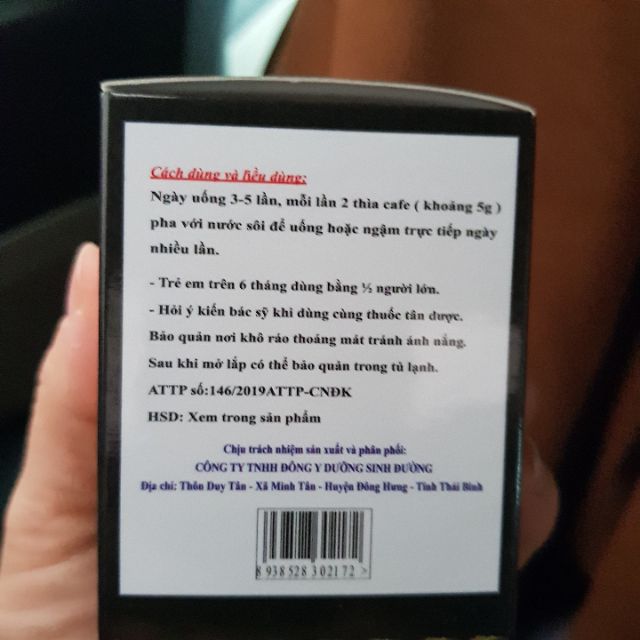 Cách dùng và liều dùng:
Ngày uống 3-5 lần, mỗi lần 2 thìa cafe ( khoảng 5g )
pha với nước sôi để uống hoặc ngậm trực tiếp ngày
nhiều lần.
- Trẻ em trên 6 tháng dùng bằng ½ người lớn.
- Hỏi ý kiến bác sỹ khi dùng cùng thuốc tân dược.
Bảo quản nơi khô ráo thoáng mát tránh ánh nắng.
Sau khi mở lắp có thể bảo quản trong tủ lạnh.
ATTP số:146/2019ATTP-CNĐK
HSD: Xem trong sản phẩm
Chịu trách nhiệm sản xuất và phân phối:
CÔNG TY TNHH ĐÔNG Y DƯỠNG SINH ĐƯỜNG
Địa chỉ: Thôn Duy Tân - Xã Minh Tân - Huyện Đông Hưng - Tỉnh Thái Bình
8 938528 302172 >